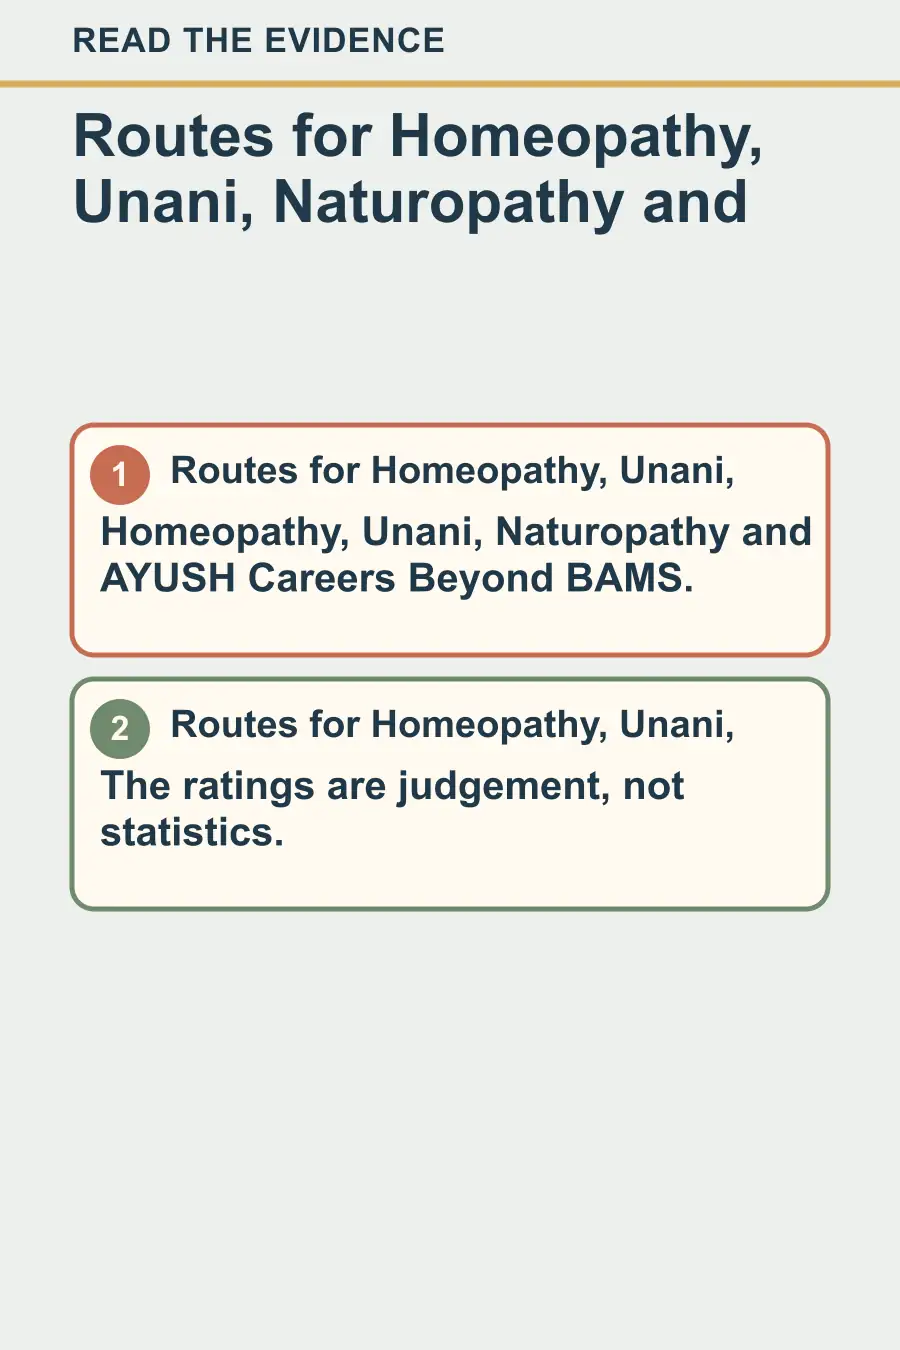 READ THE EVIDENCE
Routes for Homeopathy,
Unani, Naturopathy and
1 Routes for Homeopathy, Unani,
Homeopathy, Unani, Naturopathy and
AYUSH Careers Beyond BAMS.
2 Routes for Homeopathy, Unani,
The ratings are judgement, not
statistics.